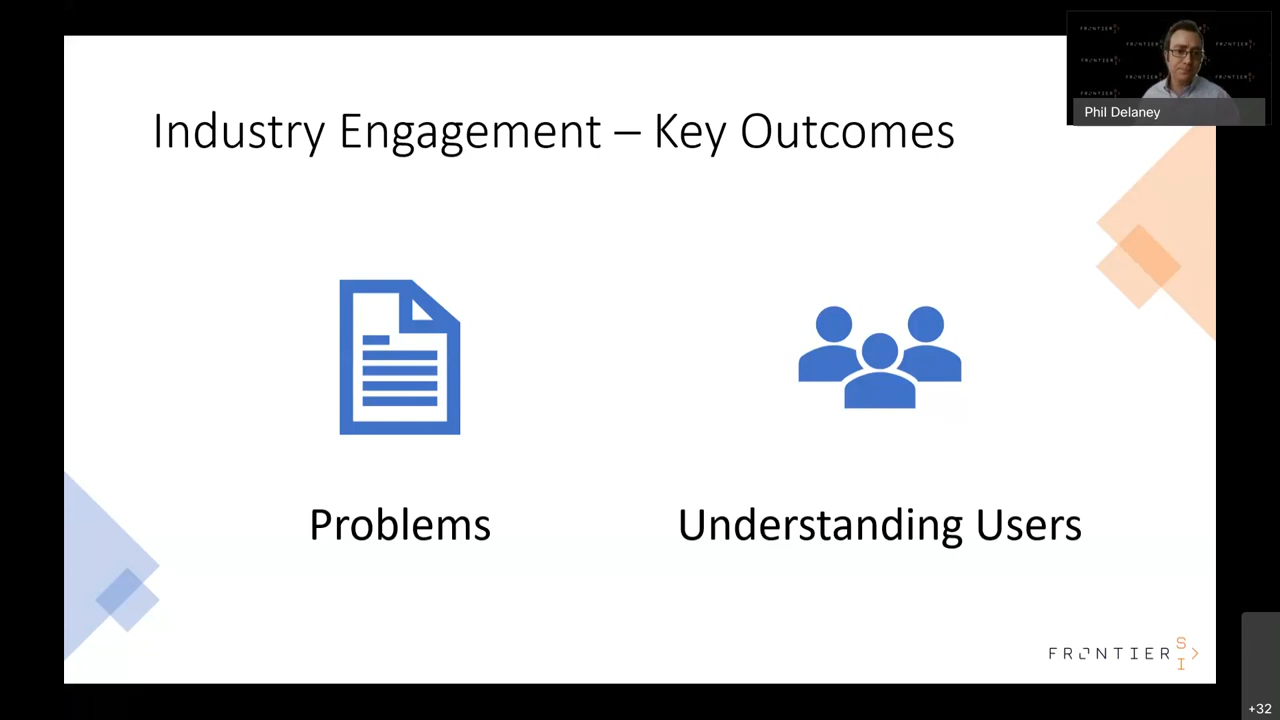 Industry Engagement – Key Outcomes
Phil Delaney
Problems
Understanding Users
FRONTIER SI
+32